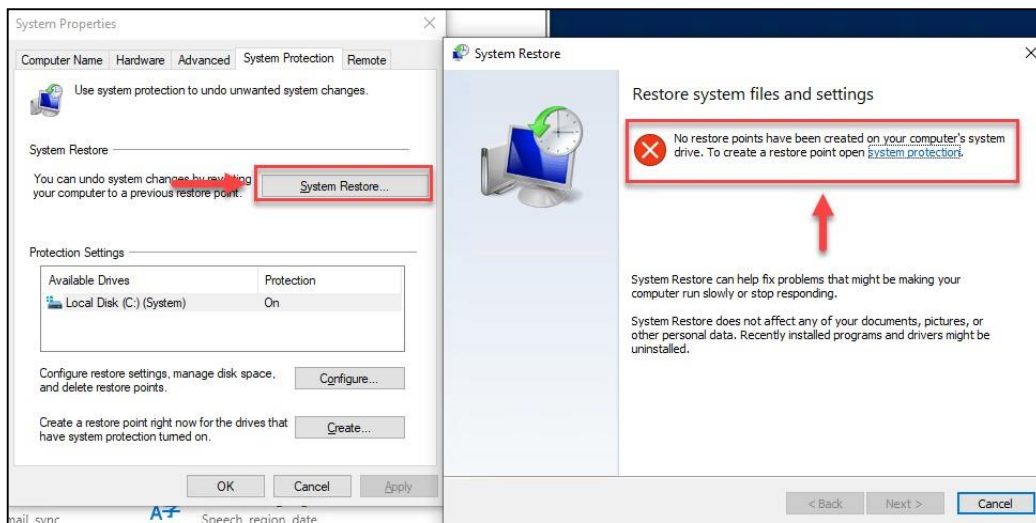 System Properties
Computer Name Hardware Advanced System Protection Remote
Use system protection to undo unwanted system changes.
System Restore
You can undo system changes by reverting
your computer to a previous restore point.
System Restore...
Protection Settings
Available Drives Protection
Local Disk (C:) (System) On
Configure restore settings, manage disk space,
and delete restore points.
Configure...
Create a restore point right now for the drives that
have system protection turned on.
Create...
OK Cancel Apply
mail sync
A字 Speech region date
System Restore
Restore system files and settings
No restore points have been created on your computer's system
drive. To create a restore point open system protection.
System Restore can help fix problems that might be making your
computer run slowly or stop responding.
System Restore does not affect any of your documents, pictures, or
other personal data. Recently installed programs and drivers might be
uninstalled.
< Back Next > Cancel